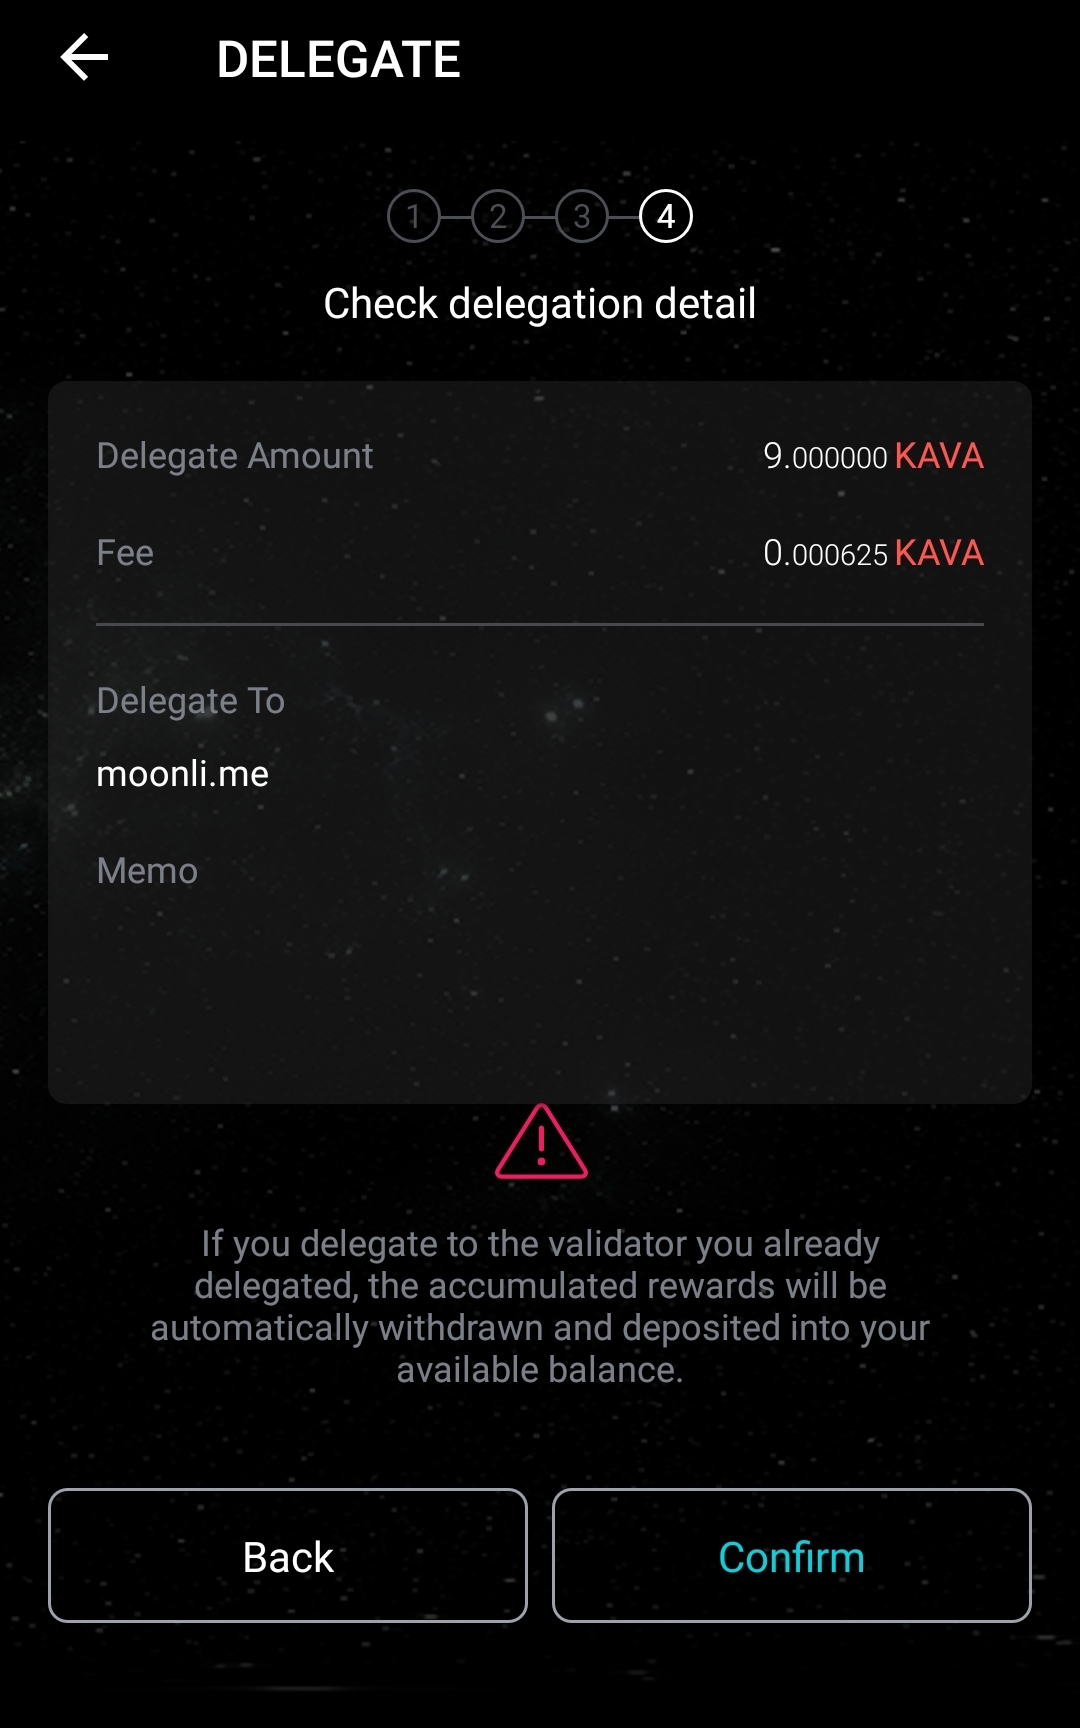 DELEGATE
1 2 3 4
Check delegation detail
Delegate Amount 9.000000 KAVA
Fee 0.000625 KAVA
Delegate To
moonli.me
Memo
If you delegate to the validator you already
delegated, the accumulated rewards will be
automatically withdrawn and deposited into your
available balance.
Back Confirm